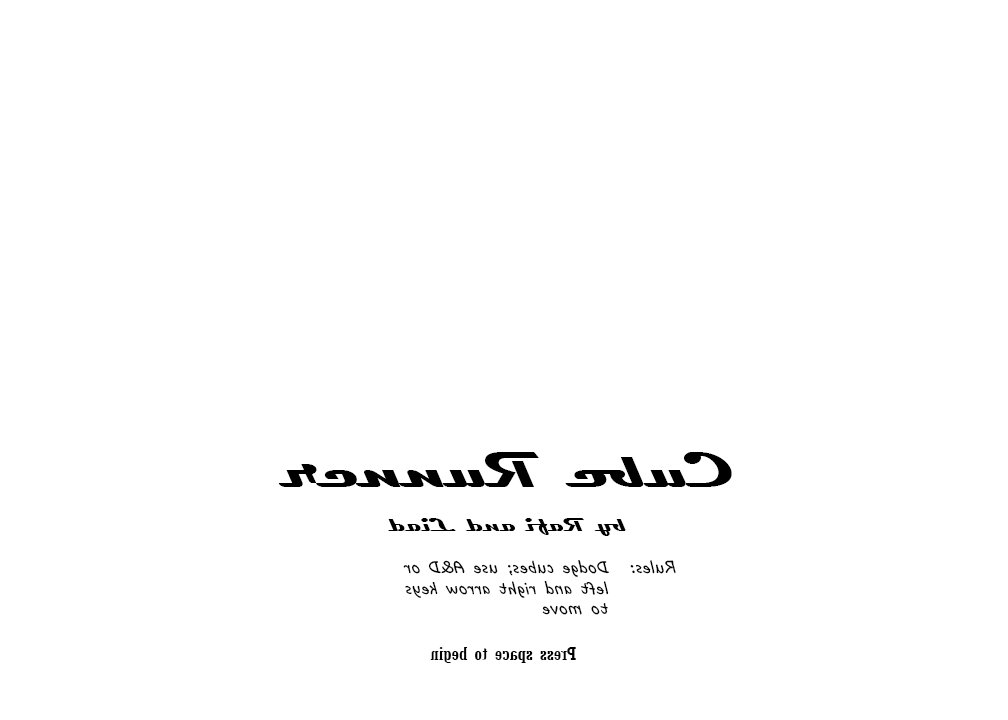 Cube Runner
by Rafi and Liad
Rules: Dodge cubes; use A&D or
left and right arrow keys
to move
Press space to begin